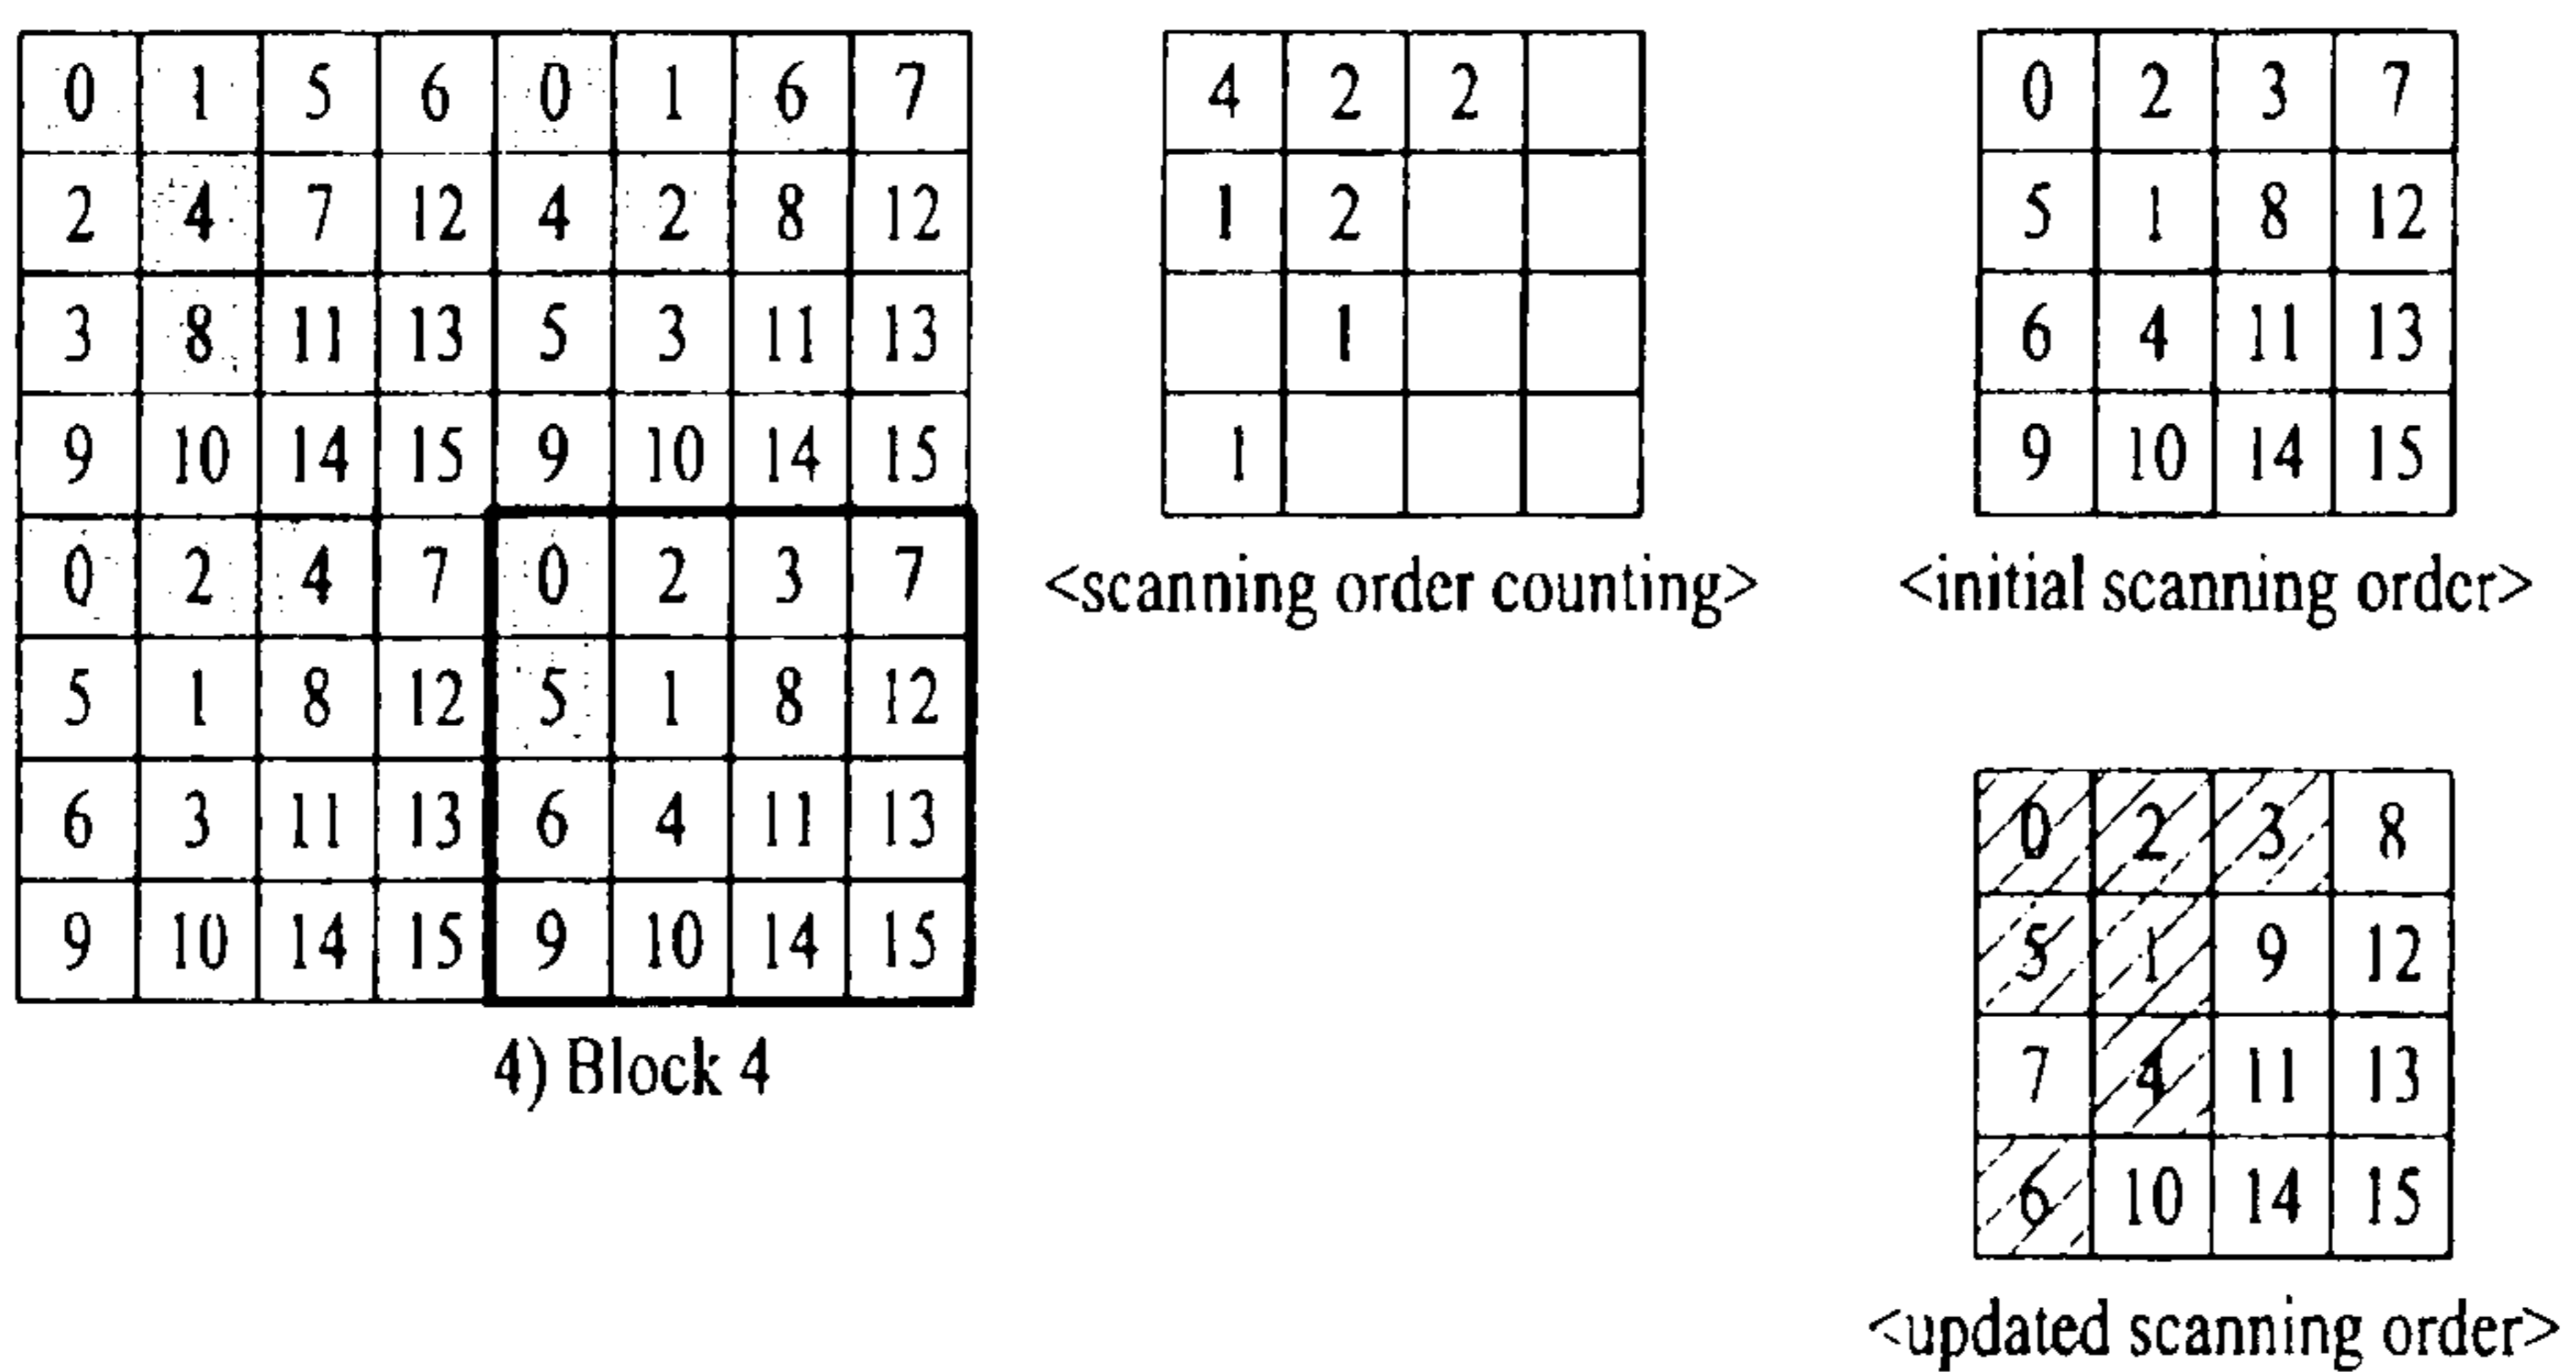 0 1 5 6 0 1 6 7
2 4 7 12 4 2 8 12
3 8 11 13 5 3 11 13
9 10 14 15 9 10 14 15
0 2 4 7 0 2 3 7
5 1 8 12 5 1 8 12
6 3 11 13 6 4 11 13
9 10 14 15 9 10 14 15
4) Block 4
4 2 2
1 2
1
1
<scanning order counting>
0 2 3 7
5 1 8 12
6 4 11 13
9 10 14 15
<initial scanning order>
0 2 3 8
5 1 9 12
7 4 11 13
6 10 14 15
<updated scanning order>